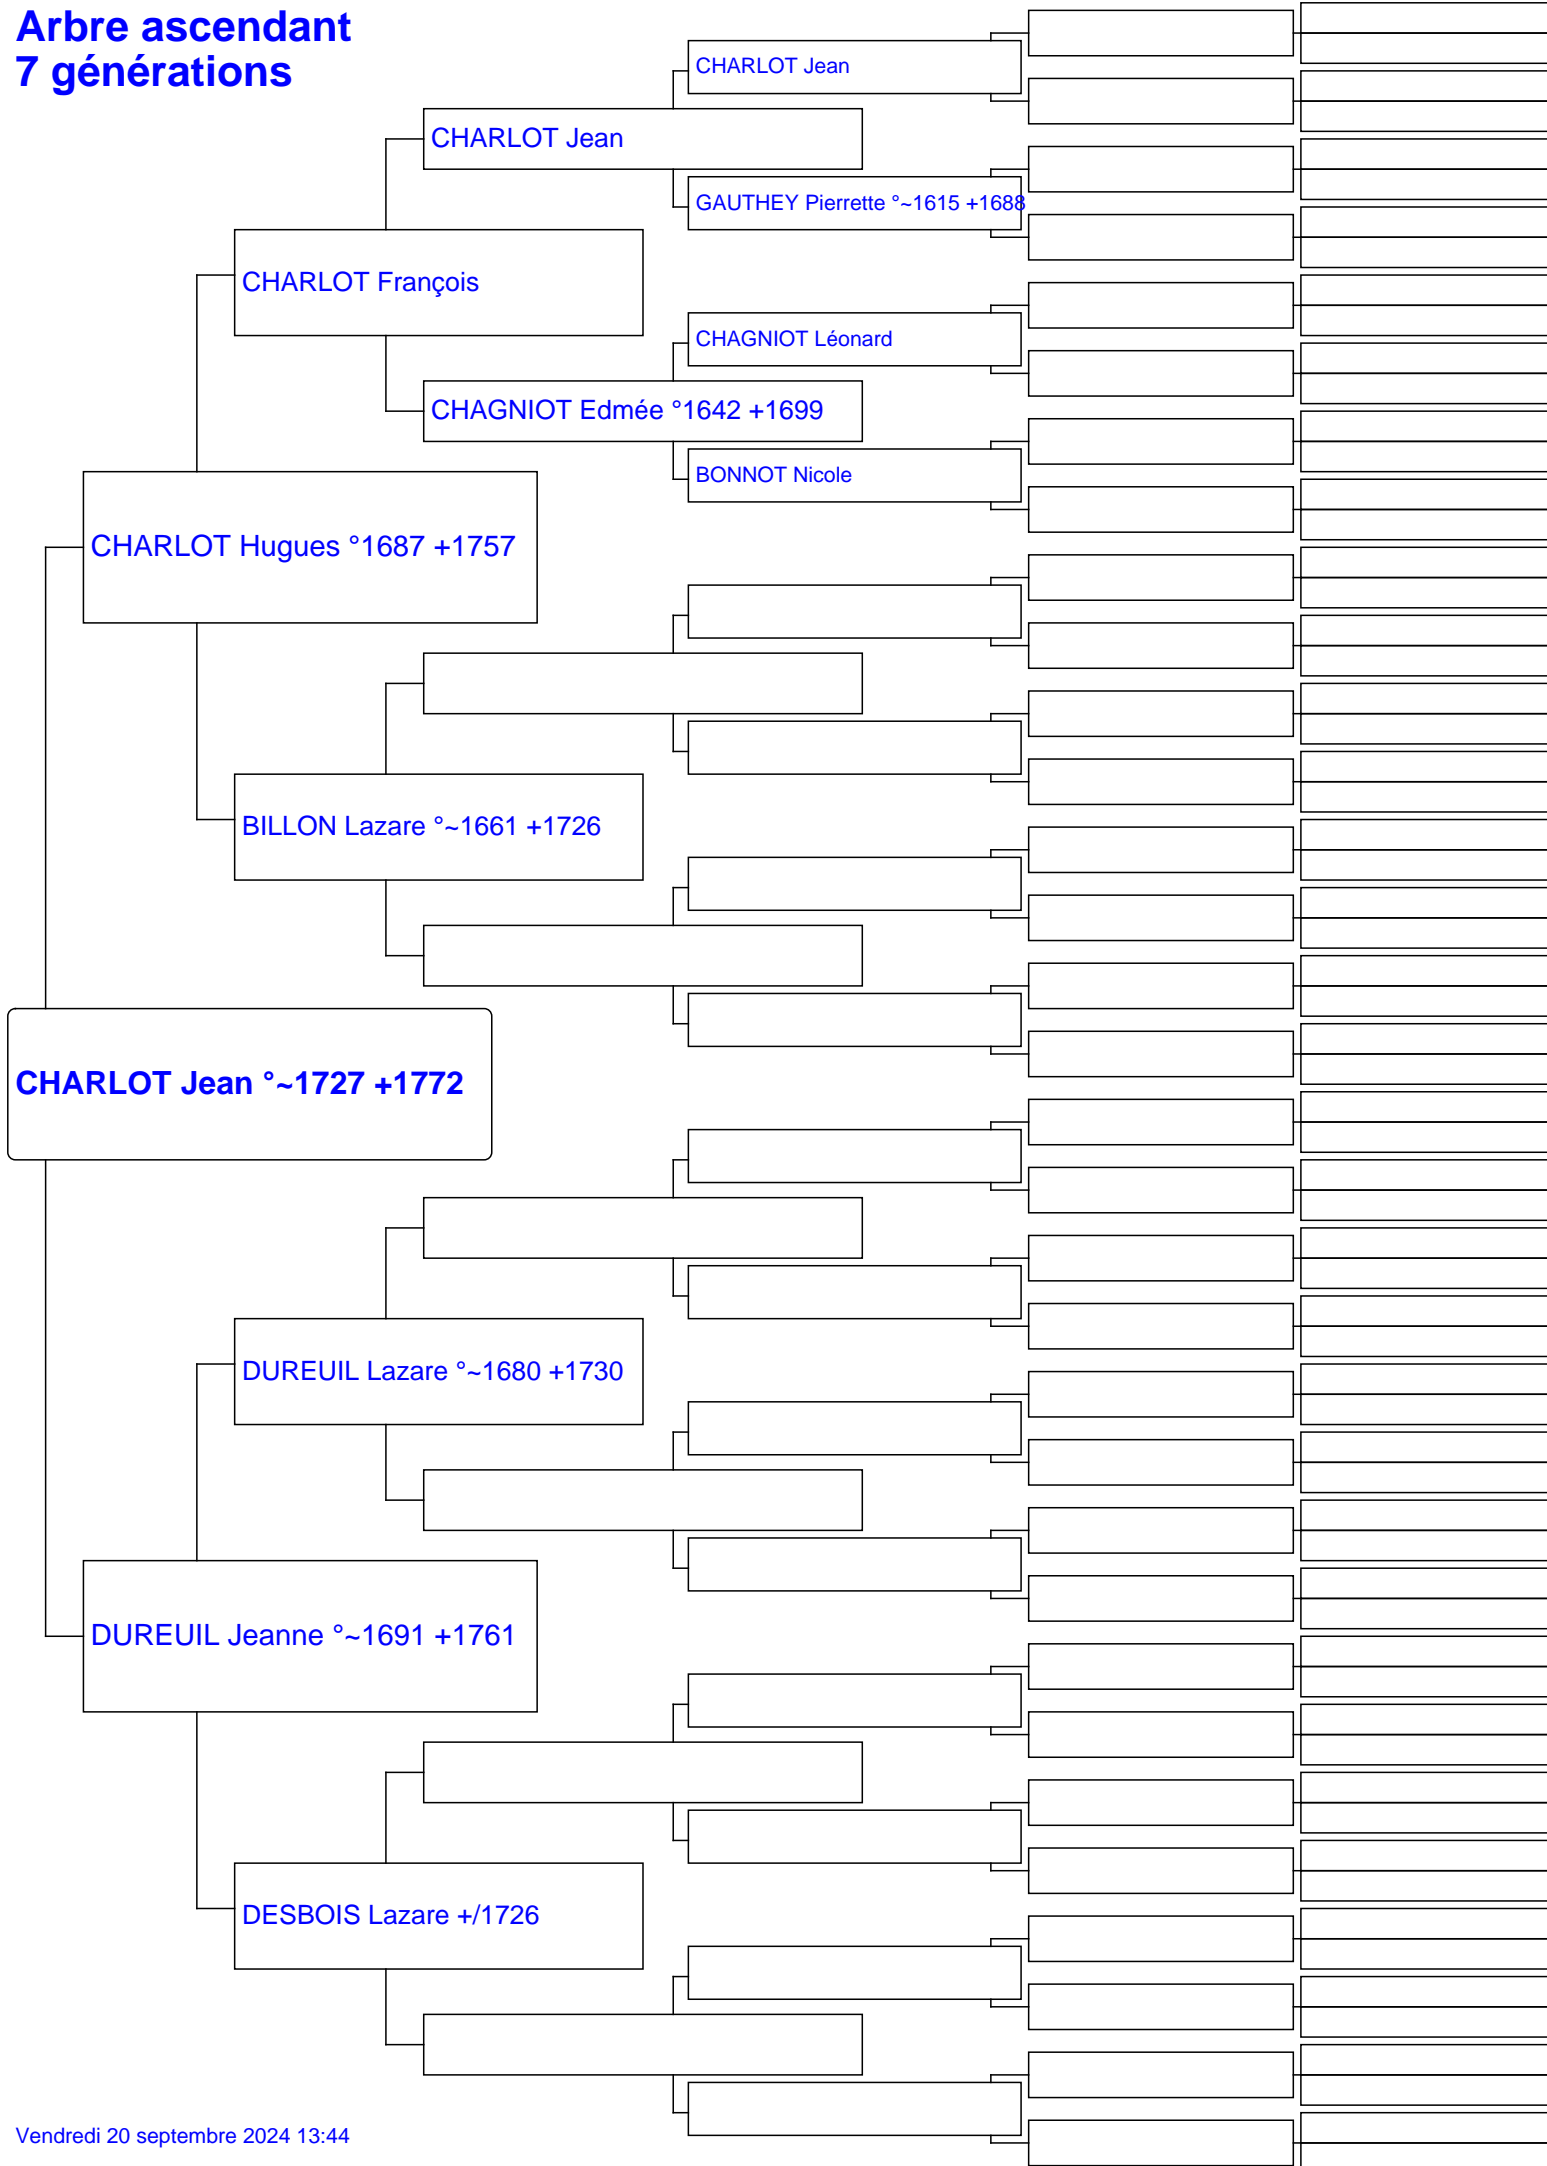 Arbre ascendant
7 générations
CHARLOT Jean
CHARLOT Jean
GAUTHEY Pierrette °~1615 +1688
CHARLOT François
CHAGNIOT Léonard
CHAGNIOT Edmée °1642 +1699
BONNOT Nicole
CHARLOT Hugues °1687 +1757
BILLON Lazare °~1661 +1726
CHARLOT Jean °~1727 +1772
DUREUIL Lazare °~1680 +1730
DUREUIL Jeanne °~1691 +1761
DESBOIS Lazare +/1726
Vendredi 20 septembre 2024 13:44